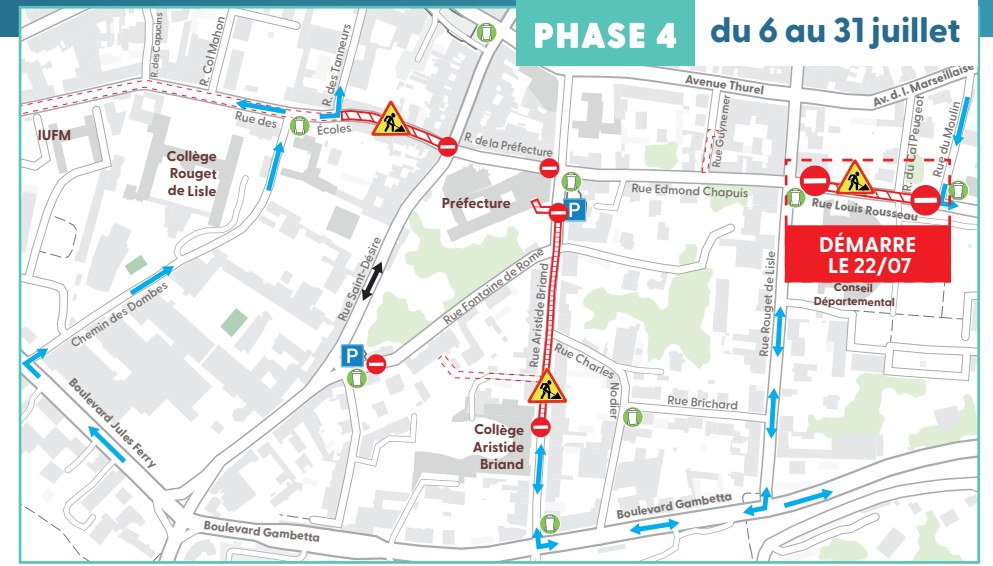 PHASE 4
du 6 au 31 juillet
R. des Capucins
R. Col Mahon
R. des Tanneurs
Avenue Thurel
Av. d. l. Marseillaise
Rue des
Écoles
IUFM
Collège
Rouget
de Lisle
R. de la Préfecture
Rue Guynemer
R. du Cal Peugeot
Rue du Moulin
Préfecture
P
Rue Edmond Chapuis
Rue Louis Rousseau
DÉMARRE
LE 22/07
Conseil
Départemental
Rue Saint-Désiré
Rue Fontaine de Rome
Rue Aristide Briand
Rue Rouget de Lisle
Chemin des Dombes
P
Rue Charles
Nodier
Rue Brichard
Boulevard Jules Ferry
Collège
Aristide
Briand
Boulevard Gambetta
Boulevard Gambetta